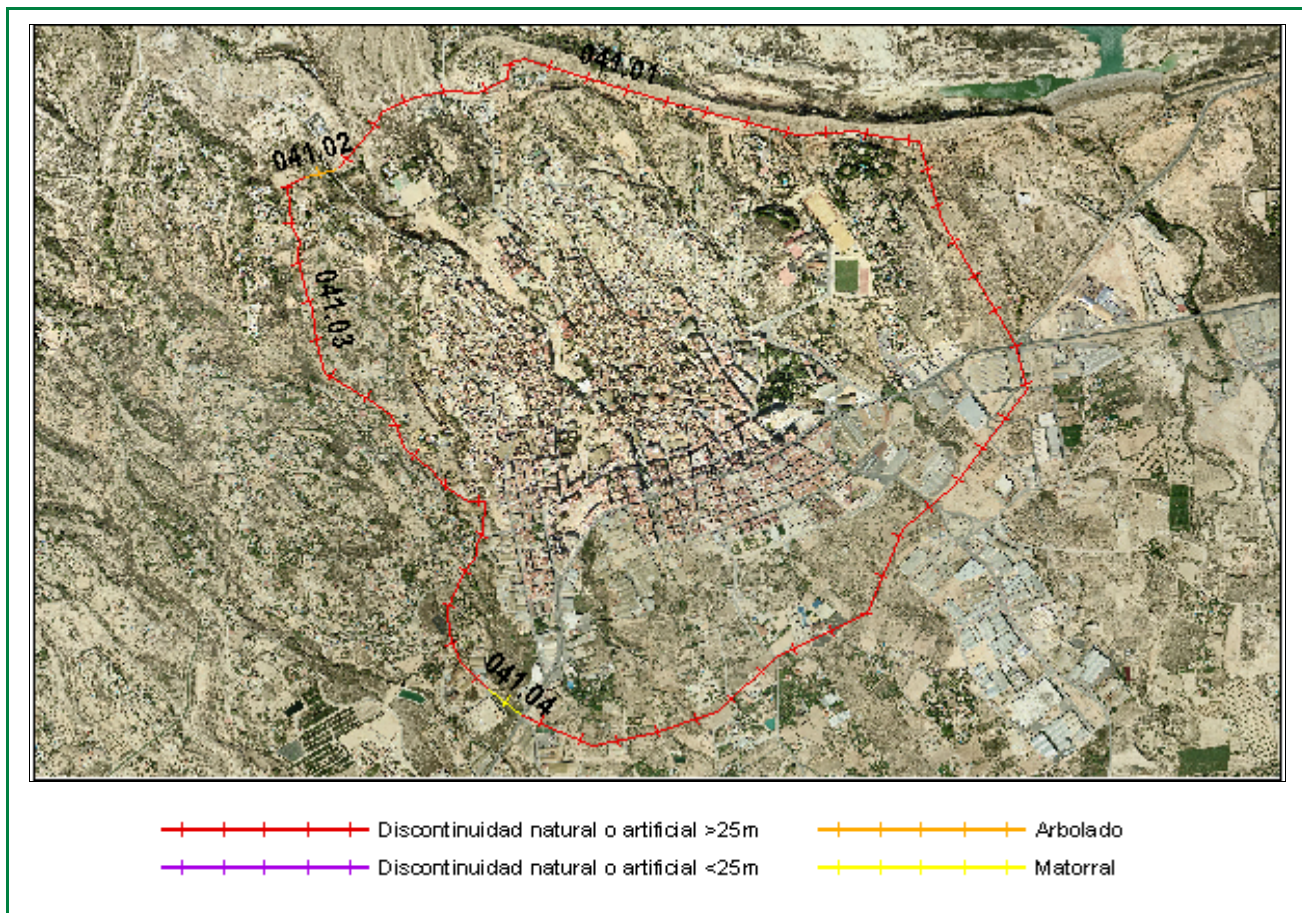 041.01
041.02
041.03
041.04
Discontinuidad natural o artificial >25m
Arbolado
Discontinuidad natural o artificial <25m
Matorral